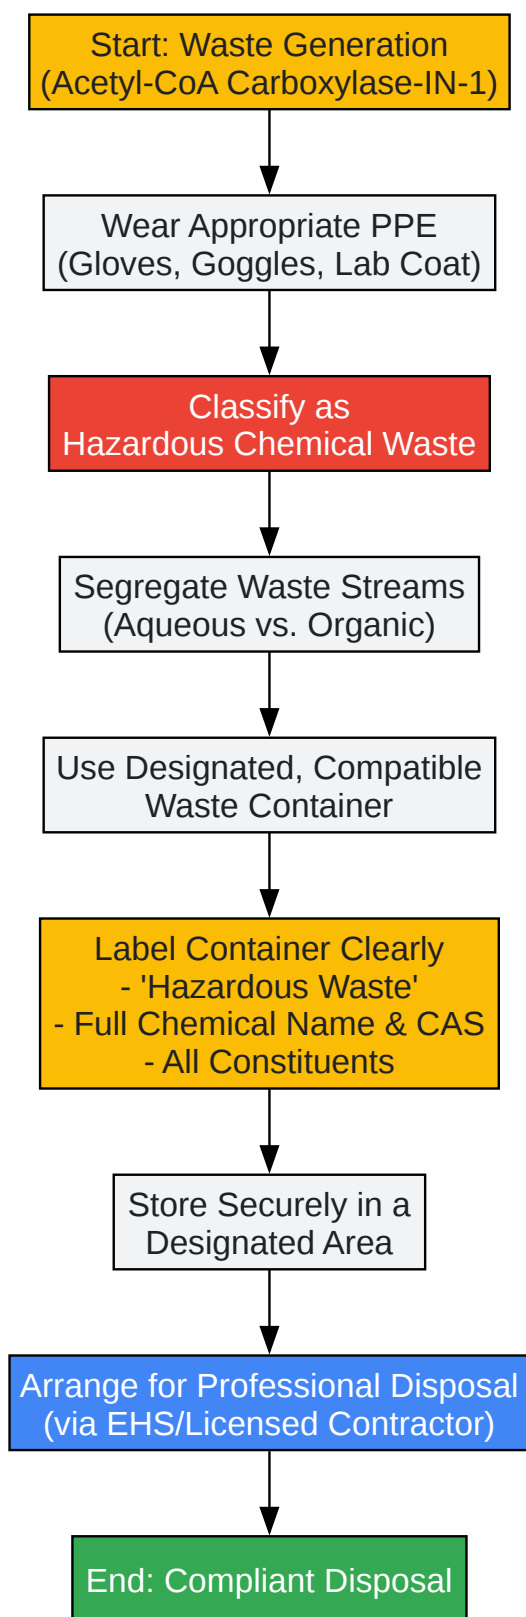 Start: Waste Generation
(Acetyl-CoA Carboxylase-IN-1)
Wear Appropriate PPE
(Gloves, Goggles, Lab Coat)
Classify as
Hazardous Chemical Waste
Segregate Waste Streams
(Aqueous vs. Organic)
Use Designated, Compatible
Waste Container
Label Container Clearly
- 'Hazardous Waste'
- Full Chemical Name & CAS
- All Constituents
Store Securely in a
Designated Area
Arrange for Professional Disposal
(via EHS/Licensed Contractor)
End: Compliant Disposal